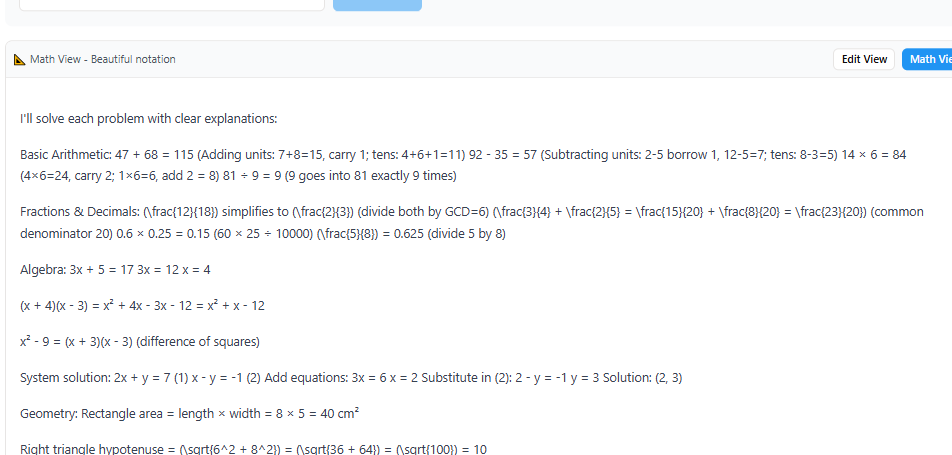 Math View - Beautiful notation
Edit View
Math Vie
I'll solve each problem with clear explanations:
Basic Arithmetic: 47 + 68 = 115 (Adding units: 7+8=15, carry 1; tens: 4+6+1=11) 92 - 35 = 57 (Subtracting units: 2-5 borrow 1, 12-5=7; tens: 8-3=5) 14 × 6 = 84
(4×6=24, carry 2; 1×6=6, add 2 = 8) 81 ÷ 9 = 9 (9 goes into 81 exactly 9 times)
Fractions & Decimals: (\frac{12}{18}) simplifies to (\frac{2}{3}) (divide both by GCD=6) (\frac{3}{4} + \frac{2}{5} = \frac{15}{20} + \frac{8}{20} = \frac{23}{20}) (common
denominator 20) 0.6 × 0.25 = 0.15 (60 × 25 ÷ 10000) (\frac{5}{8}) = 0.625 (divide 5 by 8)
Algebra: 3x + 5 = 17 3x = 12 x = 4
(x + 4)(x - 3) = x² + 4x - 3x - 12 = x² + x - 12
x² - 9 = (x + 3)(x - 3) (difference of squares)
System solution: 2x + y = 7 (1) x - y = -1 (2) Add equations: 3x = 6 x = 2 Substitute in (2): 2 - y = -1 y = 3 Solution: (2, 3)
Geometry: Rectangle area = length × width = 8 × 5 = 40 cm²
Right triangle hypotenuse = (\sqrt{6^2 + 8^2}) = (\sqrt{36 + 64}) = (\sqrt{100}) = 10